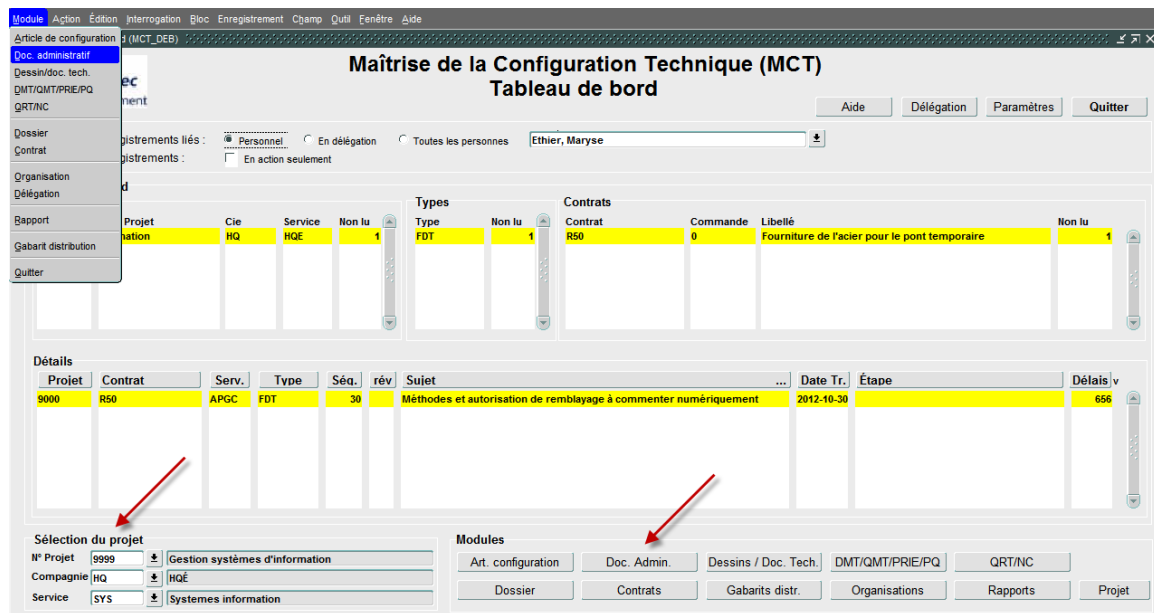 Module Action Édition Interrogation Bloc Enregistrement Champ Outil Fenêtre Aide
Article de configuration (MCT_DEB)
Doc. administratif
Dessin/doc. tech.
DMT/QMT/PRIE/PQ
QRT/NC
Dossier
Contrat
Organisation
Délégation
Rapport
Gabarit distribution
Quitter
Maîtrise de la Configuration Technique (MCT)
Tableau de bord
Aide Délégation Paramètres Quitter
liés : Personnel En délégation Toutes les personnes Ethier, Maryse
En action seulement
Types Contrats
Projet Cie Service Non lu Type Non lu Contrat Commande Libellé Non lu
HQ HQE 1 FDT 1 R50 0 Fourniture de l'acier pour le pont temporaire 1
Détails
Projet Contrat Serv. Type Séq. rév Sujet ... Date Tr. Étape Délais v
9000 R50 APGC FDT 30 Méthodes et autorisation de remblayage à commenter numériquement 2012-10-30 656
Sélection du projet
N° Projet 9999 Gestion systèmes d'information
Compagnie HQ HQÉ
Service SYS Systemes information
Modules
Art. configuration Doc. Admin. Dessins / Doc. Tech. DMT/QMT/PRIE/PQ QRT/NC
Dossier Contrats Gabarits distr. Organisations Rapports Projet